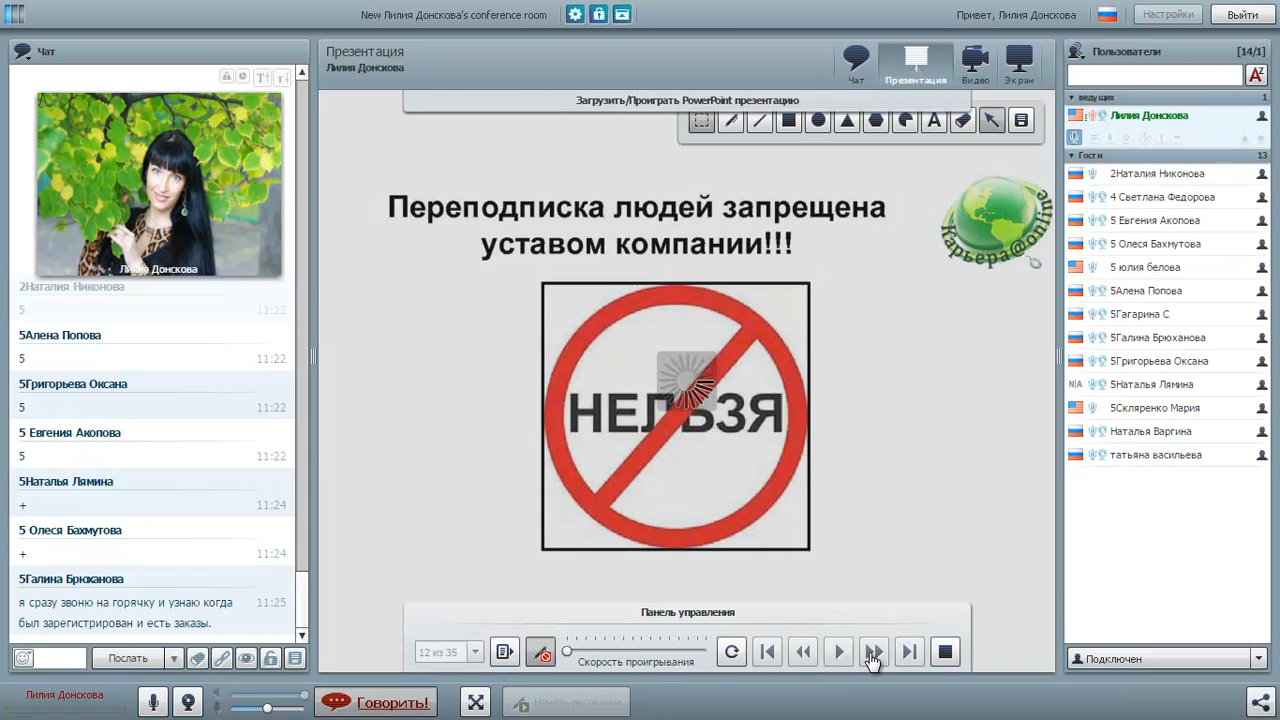 New Лилия Донскова's conference room
Привет, Лилия Донскова
Настройки
Выйти
Чат
Лилия Донскова
2Наталия Никонова
5 11:22
5Алена Попова
5 11:22
5Григорьева Оксана
5 11:22
5 Евгения Акопова
5 11:22
5Наталья Лямина
+ 11:24
5 Олеся Бахмутова
+ 11:24
5Галина Брюханова
я сразу звоню на горячку и узнаю когда 11:25
был зарегистрирован и есть заказы.
Послать
Презентация
Лилия Донскова
Чат
Презентация
Видео
Экран
Загрузить/Проиграть PowerPoint презентацию
Переподписка людей запрещена
уставом компании!!!
Карьера@online
НЕЛЬЗЯ
Панель управления
12 из 35
Скорость проигрывания
Пользователи [14/1]
ведущих 1
Лилия Донскова
Гости 13
2Наталия Никонова
4 Светлана Федорова
5 Евгения Акопова
5 Олеся Бахмутова
5 юлия белова
5Алена Попова
5Гагарина С
5Галина Брюханова
5Григорьева Оксана
N/A 5Наталья Лямина
5Скляренко Мария
Наталья Варгина
татьяна васильева
Подключен
Лилия Донскова
Говорить!